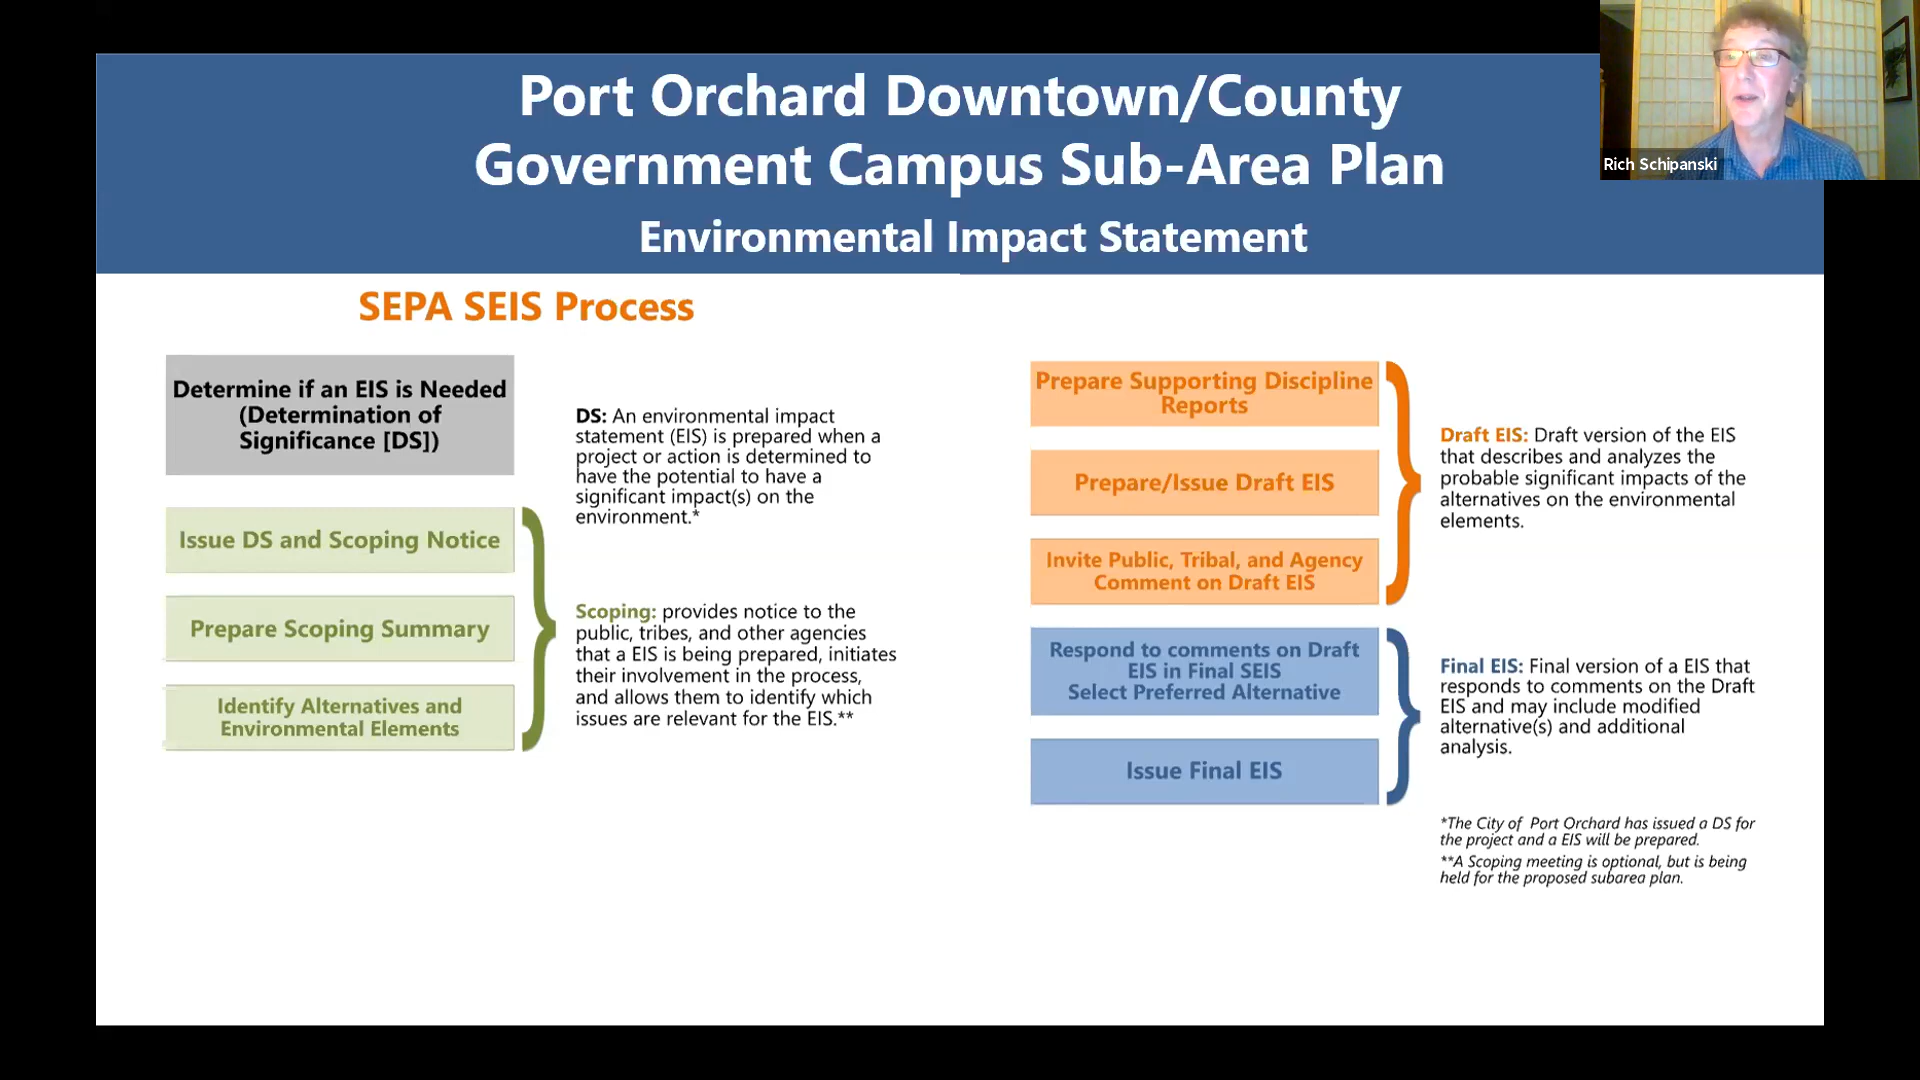 Port Orchard Downtown/County
Government Campus Sub-Area Plan
Environmental Impact Statement
Rich Schipanski
SEPA SEIS Process
Determine if an EIS is Needed
(Determination of
Significance [DS])
Issue DS and Scoping Notice
Prepare Scoping Summary
Identify Alternatives and
Environmental Elements
DS: An environmental impact
statement (EIS) is prepared when a
project or action is determined to
have the potential to have a
significant impact(s) on the
environment.*
Scoping: provides notice to the
public, tribes, and other agencies
that a EIS is being prepared, initiates
their involvement in the process,
and allows them to identify which
issues are relevant for the EIS.**
Prepare Supporting Discipline
Reports
Prepare/Issue Draft EIS
Invite Public, Tribal, and Agency
Comment on Draft EIS
Respond to comments on Draft
EIS in Final SEIS
Select Preferred Alternative
Issue Final EIS
Draft EIS: Draft version of the EIS
that describes and analyzes the
probable significant impacts of the
alternatives on the environmental
elements.
Final EIS: Final version of a EIS that
responds to comments on the Draft
EIS and may include modified
alternative(s) and additional
analysis.
*The City of Port Orchard has issued a DS for
the project and a EIS will be prepared.
**A Scoping meeting is optional, but is being
held for the proposed subarea plan.